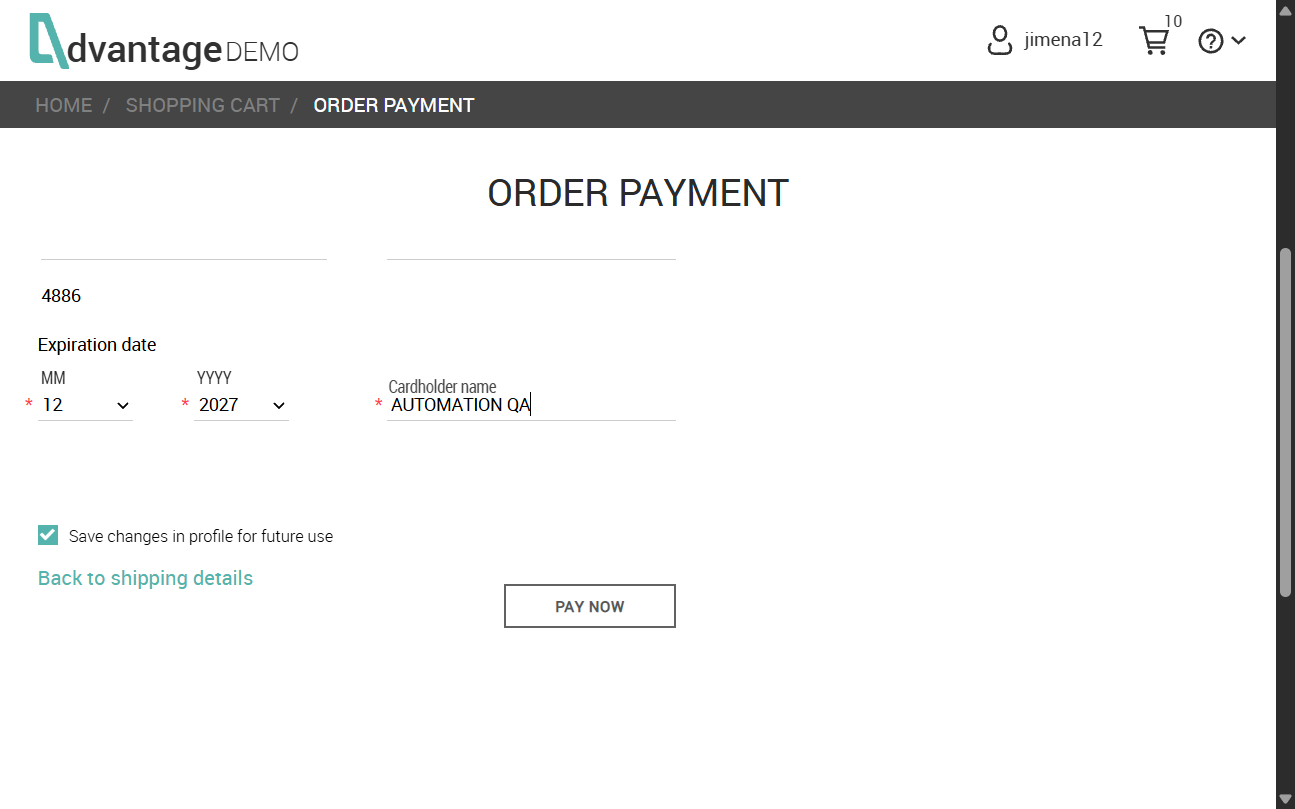 dvantage DEMO
jimena12
10
HOME / SHOPPING CART / ORDER PAYMENT
ORDER PAYMENT
4886
Expiration date
MM
YYYY
Cardholder name
* 12
* 2027
* AUTOMATION QA
Save changes in profile for future use
Back to shipping details
PAY NOW